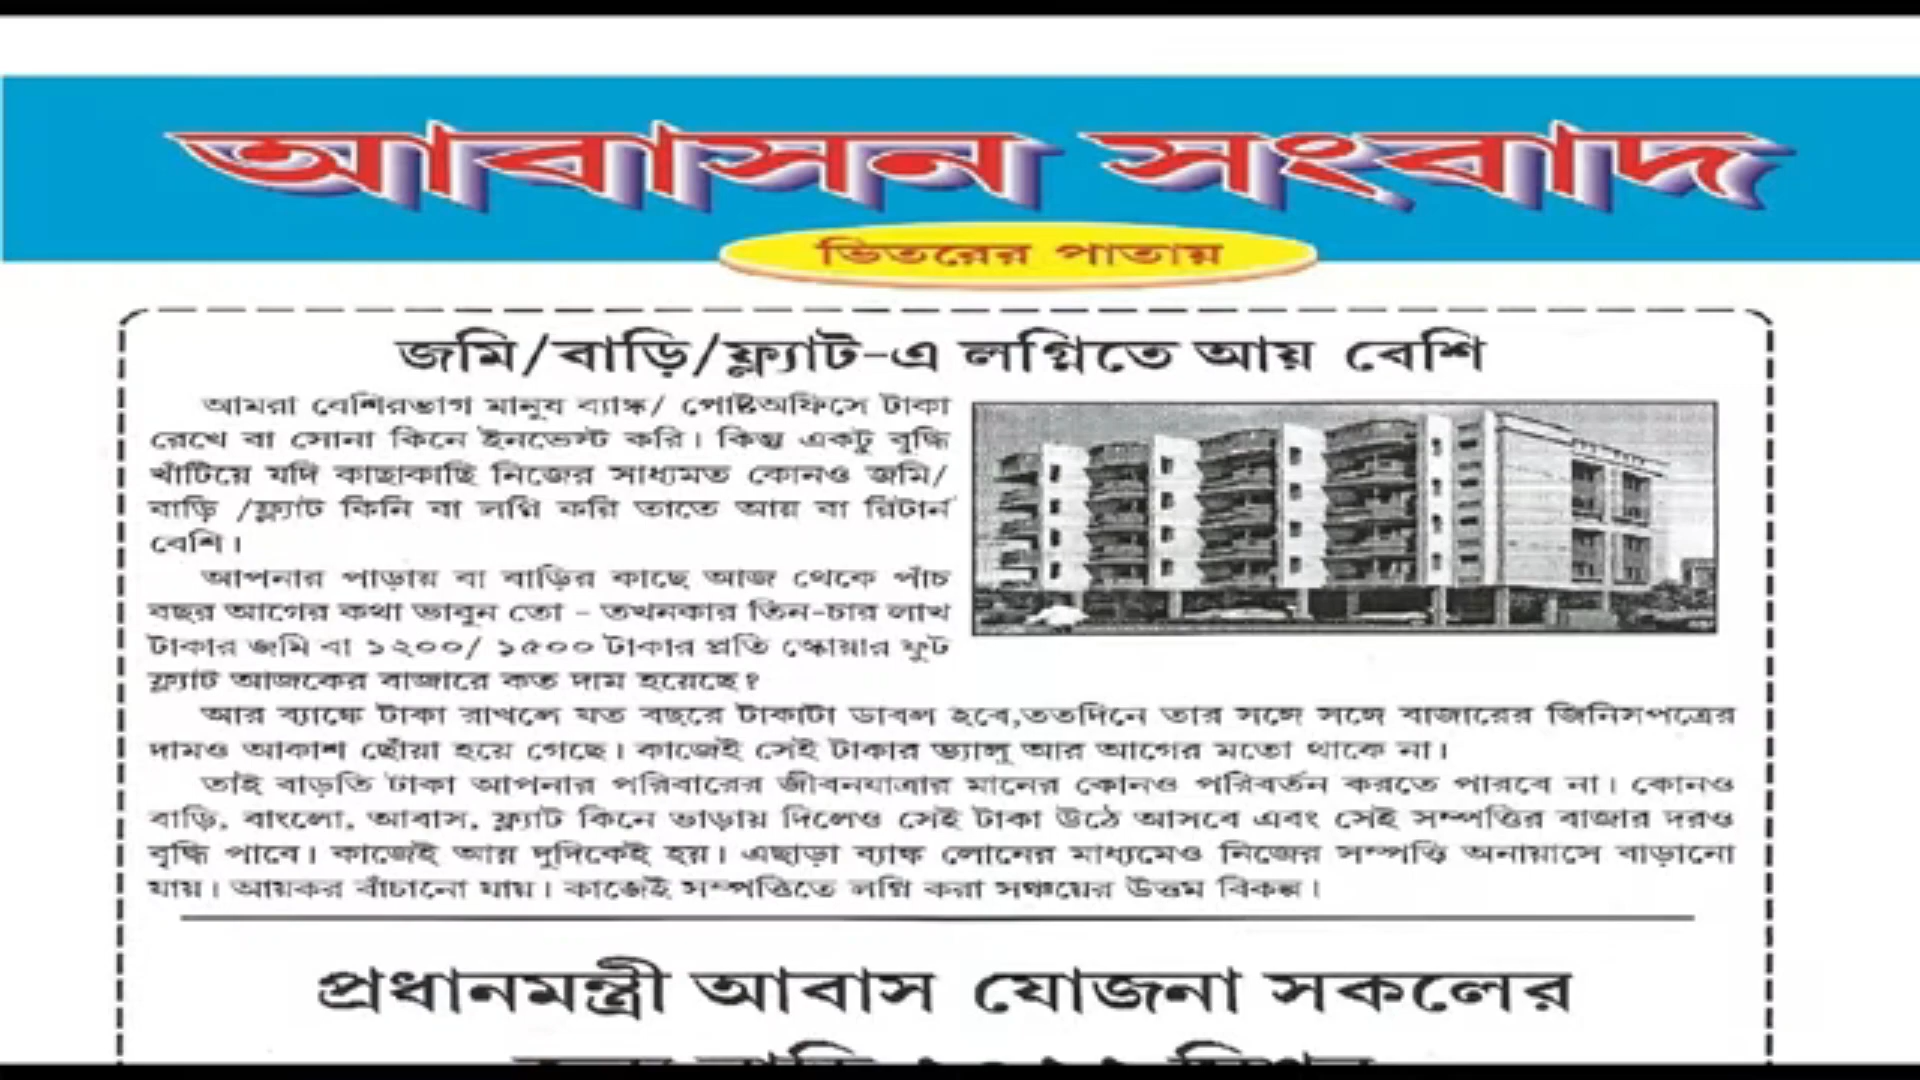 আবাসন সংবাদ
ভিতরের পাতায়
জমি/বাড়ি/ফ্ল্যাট-এ লগ্নিতে আয় বেশি
আমরা বেশিরভাগ মানুষ ব্যাঙ্ক/ পোষ্টঅফিসে টাকা
রেখে বা সোনা কিনে ইনভেস্ট করি। কিন্তু একটু বুদ্ধি
খাঁটিয়ে যদি কাছাকাছি নিজের সাধ্যমত কোনও জমি/
বাড়ি /ফ্ল্যাট কিনি বা লগ্নি করি তাতে আয় বা রিটার্ন
বেশি।
আপনার পাড়ায় বা বাড়ির কাছে আজ থেকে পাঁচ
বছর আগের কথা ভাবুন তো - তখনকার তিন-চার লাখ
টাকার জমি বা ১২০০/ ১৫০০ টাকার প্রতি স্কোয়ার ফুট
ফ্ল্যাট আজকের বাজারে কত দাম হয়েছে?
আর ব্যাঙ্কে টাকা রাখলে যত বছরে টাকাটা ডাবল হবে,ততদিনে তার সঙ্গে সঙ্গে বাজারের জিনিসপত্রের
দামও আকাশ ছোঁয়া হয়ে গেছে। কাজেই সেই টাকার ভ্যালু আর আগের মতো থাকে না।
তাই বাড়তি টাকা আপনার পরিবারের জীবনযাত্রার মানের কোনও পরিবর্তন করতে পারবে না। কোনও
বাড়ি, বাংলো, আবাস, ফ্ল্যাট কিনে ভাড়ায় দিলেও সেই টাকা উঠে আসবে এবং সেই সম্পত্তির বাজার দরও
বৃদ্ধি পাবে। কাজেই আয় দুদিকেই হয়। এছাড়া ব্যাঙ্ক লোনের মাধ্যমেও নিজের সম্পত্তি অনায়াসে বাড়ানো
যায়। আয়কর বাঁচানো যায়। কাজেই সম্পত্তিতে লগ্নি করা সঞ্চয়ের উত্তম বিকল্প।
প্রধানমন্ত্রী আবাস যোজনা সকলের